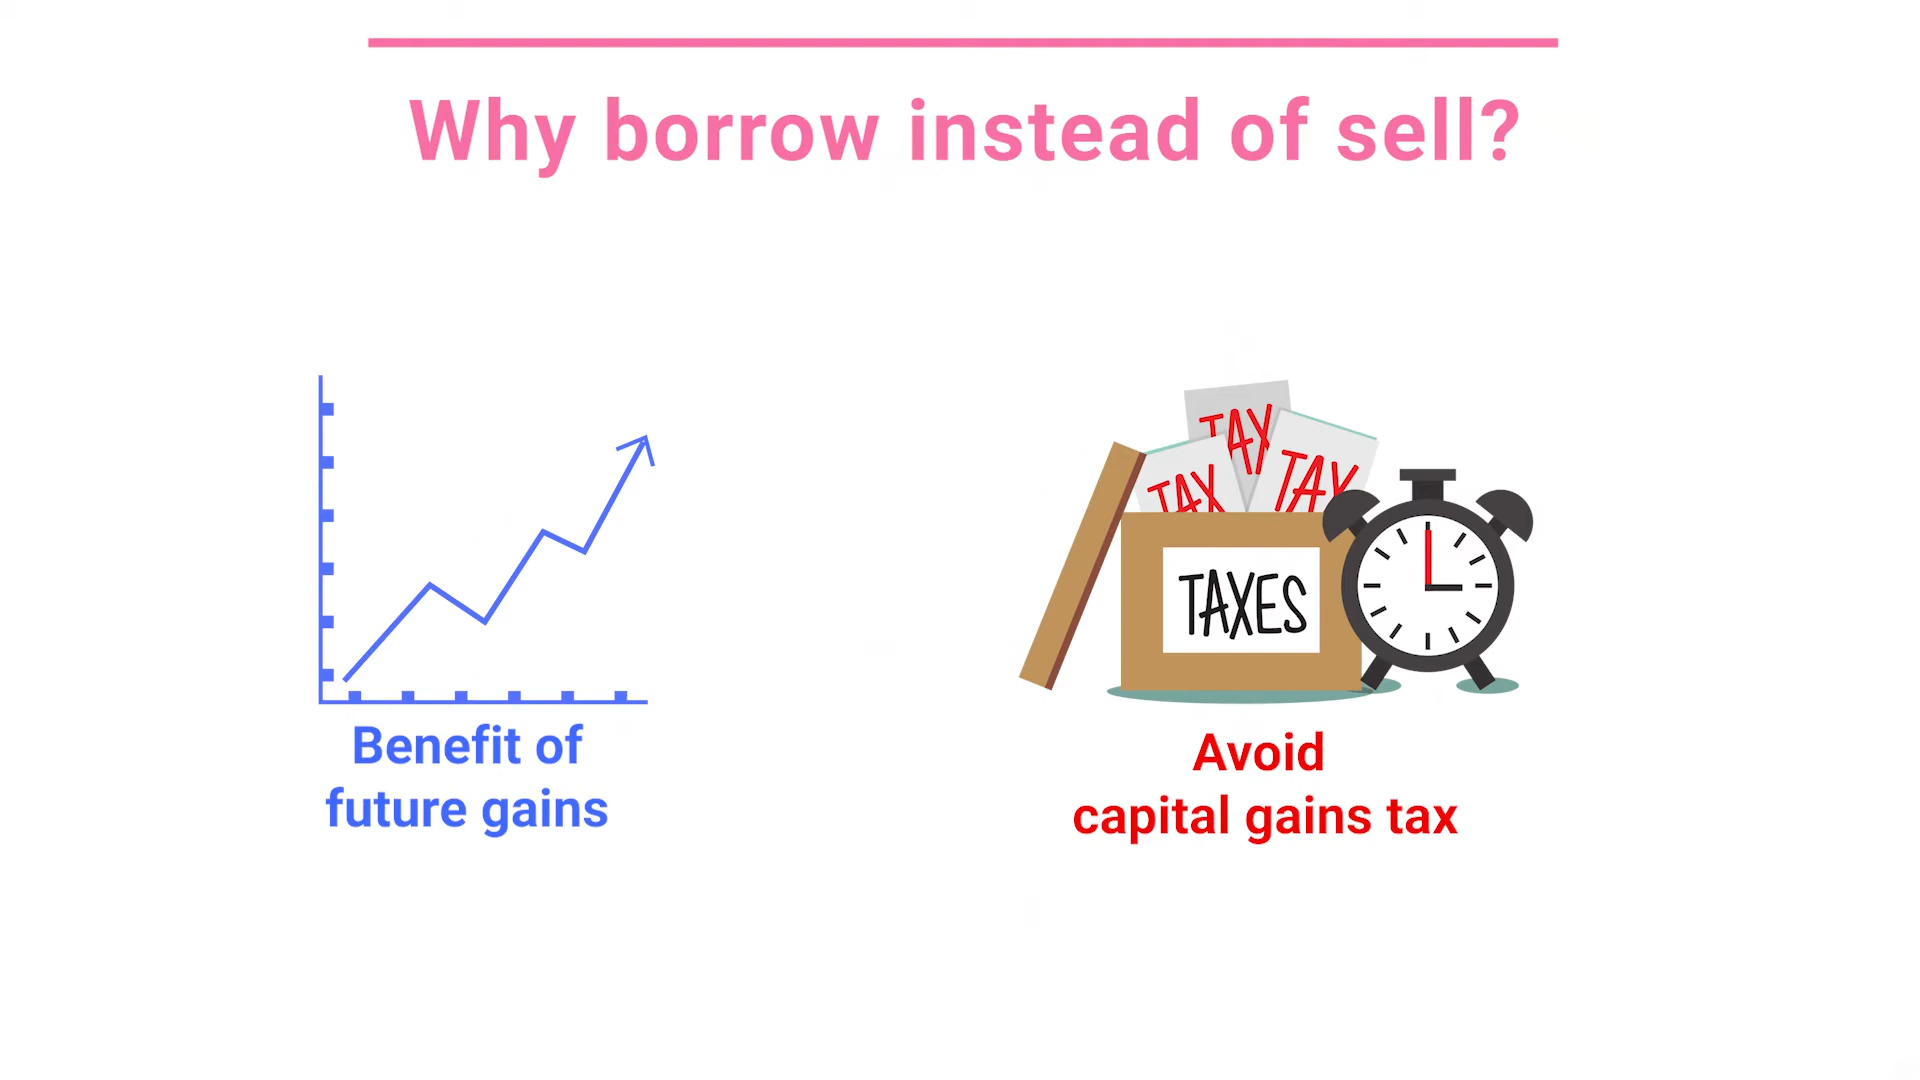 Why borrow instead of sell?
TAX
TAX
TAX
TAXES
Benefit of
future gains
Avoid
capital gains tax